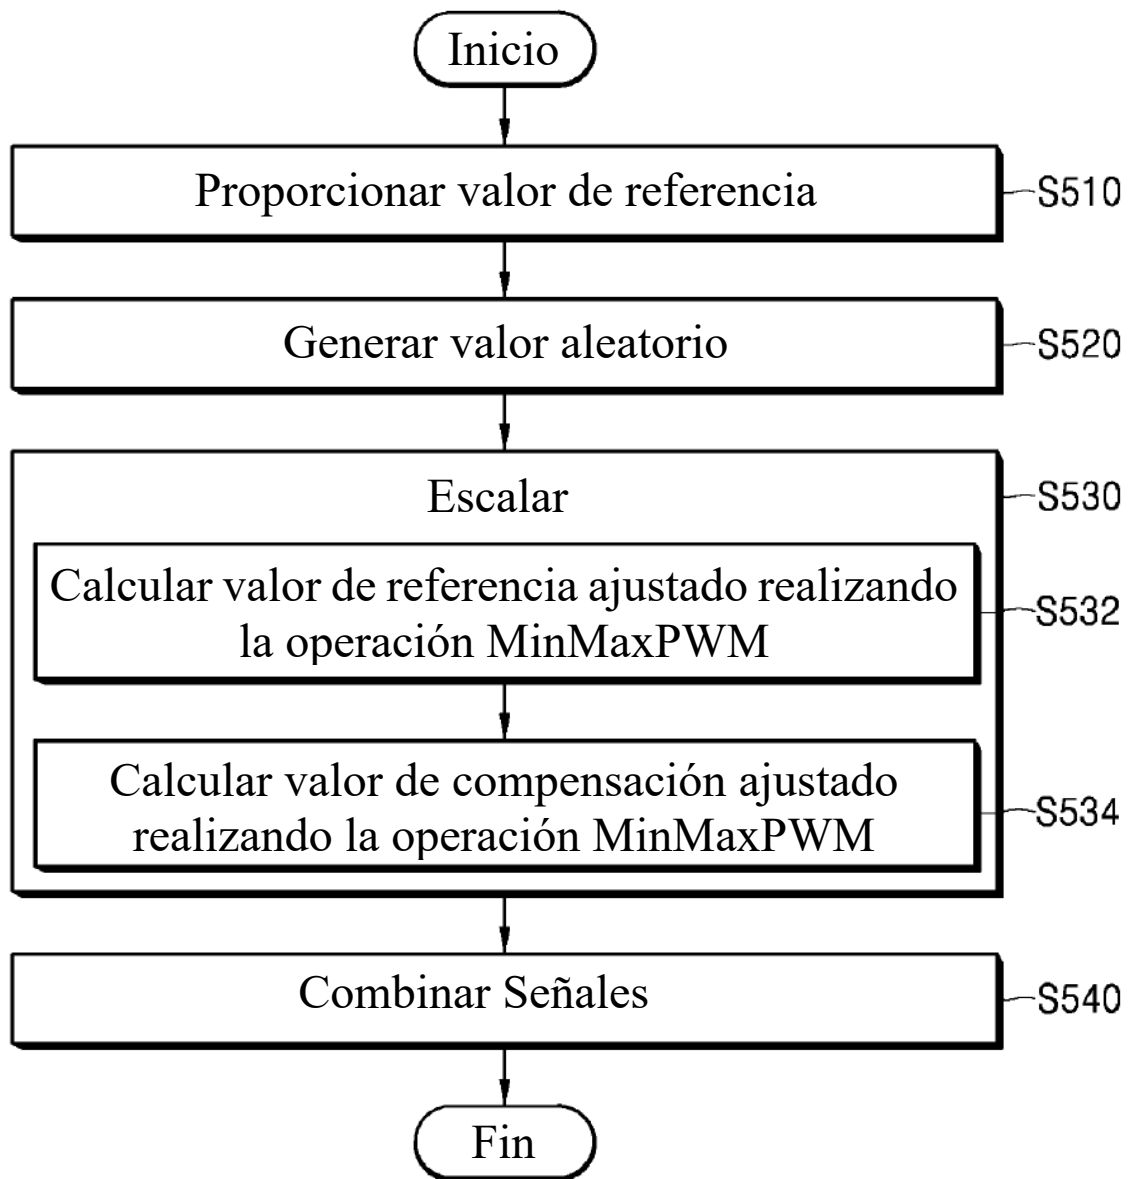 Inicio
Proporcionar valor de referencia
S510
Generar valor aleatorio
S520
Escalar
S530
Calcular valor de referencia ajustado realizando
la operación MinMaxPWM
S532
Calcular valor de compensación ajustado
realizando la operación MinMaxPWM
S534
Combinar Señales
S540
Fin